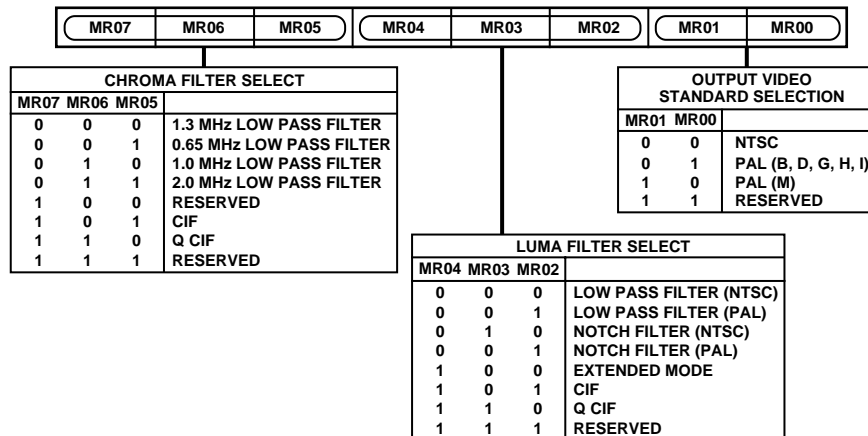 MR07 MR06 MR05 MR04 MR03 MR02 MR01 MR00
CHROMA FILTER SELECT
MR07 MR06 MR05
0 0 0 1.3 MHz LOW PASS FILTER
0 0 1 0.65 MHz LOW PASS FILTER
0 1 0 1.0 MHz LOW PASS FILTER
0 1 1 2.0 MHz LOW PASS FILTER
1 0 0 RESERVED
1 0 1 CIF
1 1 0 Q CIF
1 1 1 RESERVED
OUTPUT VIDEO
STANDARD SELECTION
MR01 MR00
0 0 NTSC
0 1 PAL (B, D, G, H, I)
1 0 PAL (M)
1 1 RESERVED
LUMA FILTER SELECT
MR04 MR03 MR02
0 0 0 LOW PASS FILTER (NTSC)
0 0 1 LOW PASS FILTER (PAL)
0 1 0 NOTCH FILTER (NTSC)
0 0 1 NOTCH FILTER (PAL)
1 0 0 EXTENDED MODE
1 0 1 CIF
1 1 0 Q CIF
1 1 1 RESERVED